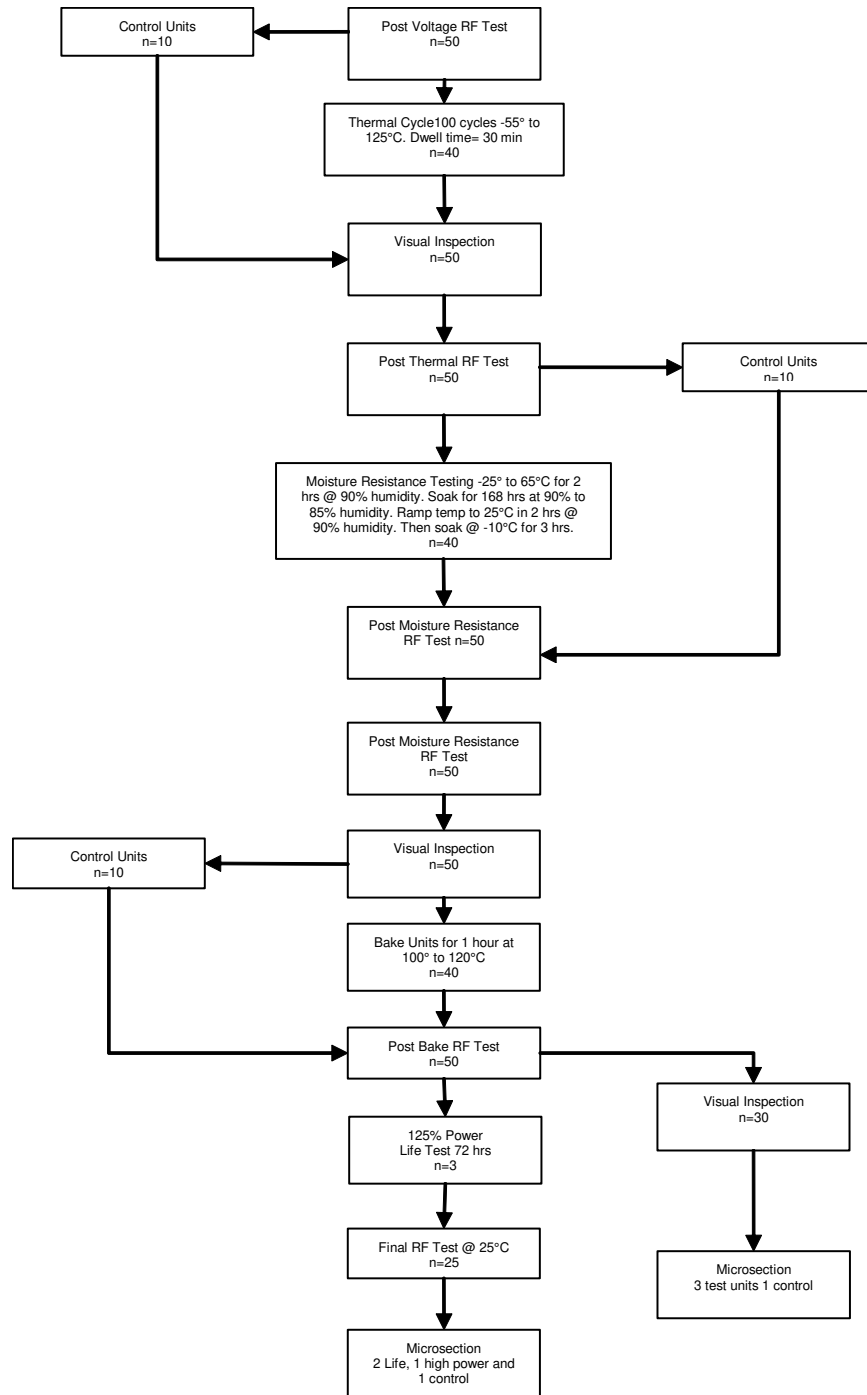 Control Units
n=10
Post Voltage RF Test
n=50
Thermal Cycle100 cycles -55° to
125°C. Dwell time= 30 min
n=40
Visual Inspection
n=50
Post Thermal RF Test
n=50
Control Units
n=10
Moisture Resistance Testing -25° to 65°C for 2
hrs @ 90% humidity. Soak for 168 hrs at 90% to
85% humidity. Ramp temp to 25°C in 2 hrs @
90% humidity. Then soak @ -10°C for 3 hrs.
n=40
Post Moisture Resistance
RF Test n=50
Post Moisture Resistance
RF Test
n=50
Visual Inspection
n=50
Control Units
n=10
Bake Units for 1 hour at
100° to 120°C
n=40
Post Bake RF Test
n=50
Visual Inspection
n=30
125% Power
Life Test 72 hrs
n=3
Final RF Test @ 25°C
n=25
Microsection
3 test units 1 control
Microsection
2 Life, 1 high power and
1 control